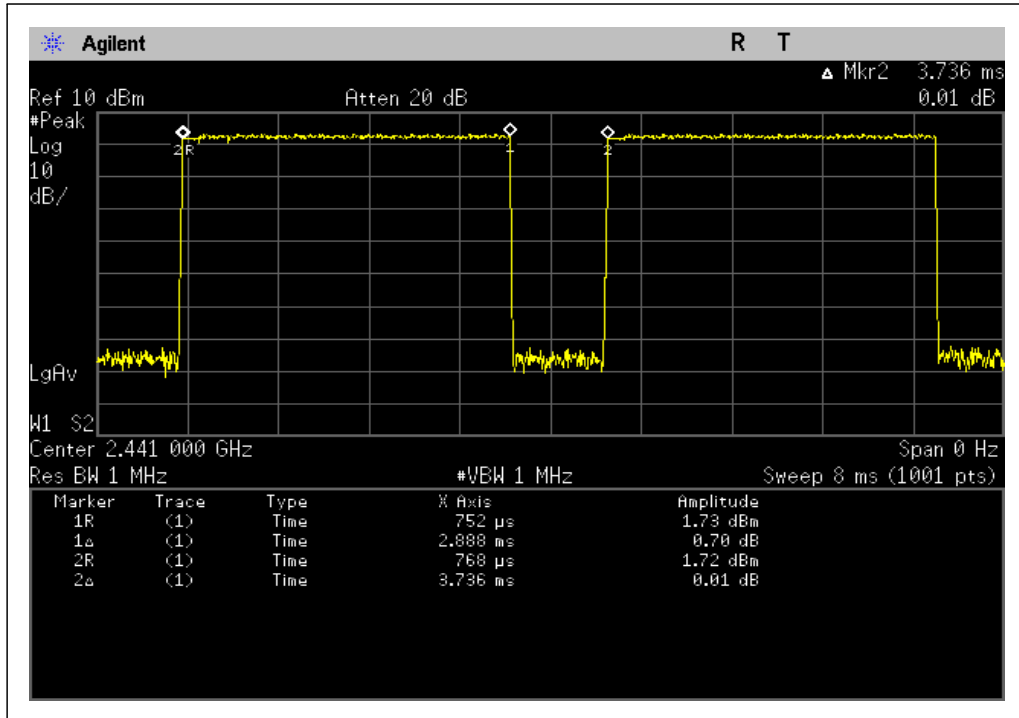 Agilent R T
Δ Mkr2 3.736 ms
Ref 10 dBm Atten 20 dB 0.01 dB
#Peak
Log
10
dB/
2R 1 2
LgAv
W1 S2
Center 2.441 000 GHz Span 0 Hz
Res BW 1 MHz #VBW 1 MHz Sweep 8 ms (1001 pts)
Marker Trace Type X Axis Amplitude
1R (1) Time 752 µs 1.73 dBm
1Δ (1) Time 2.888 ms 0.70 dB
2R (1) Time 768 µs 1.72 dBm
2Δ (1) Time 3.736 ms 0.01 dB